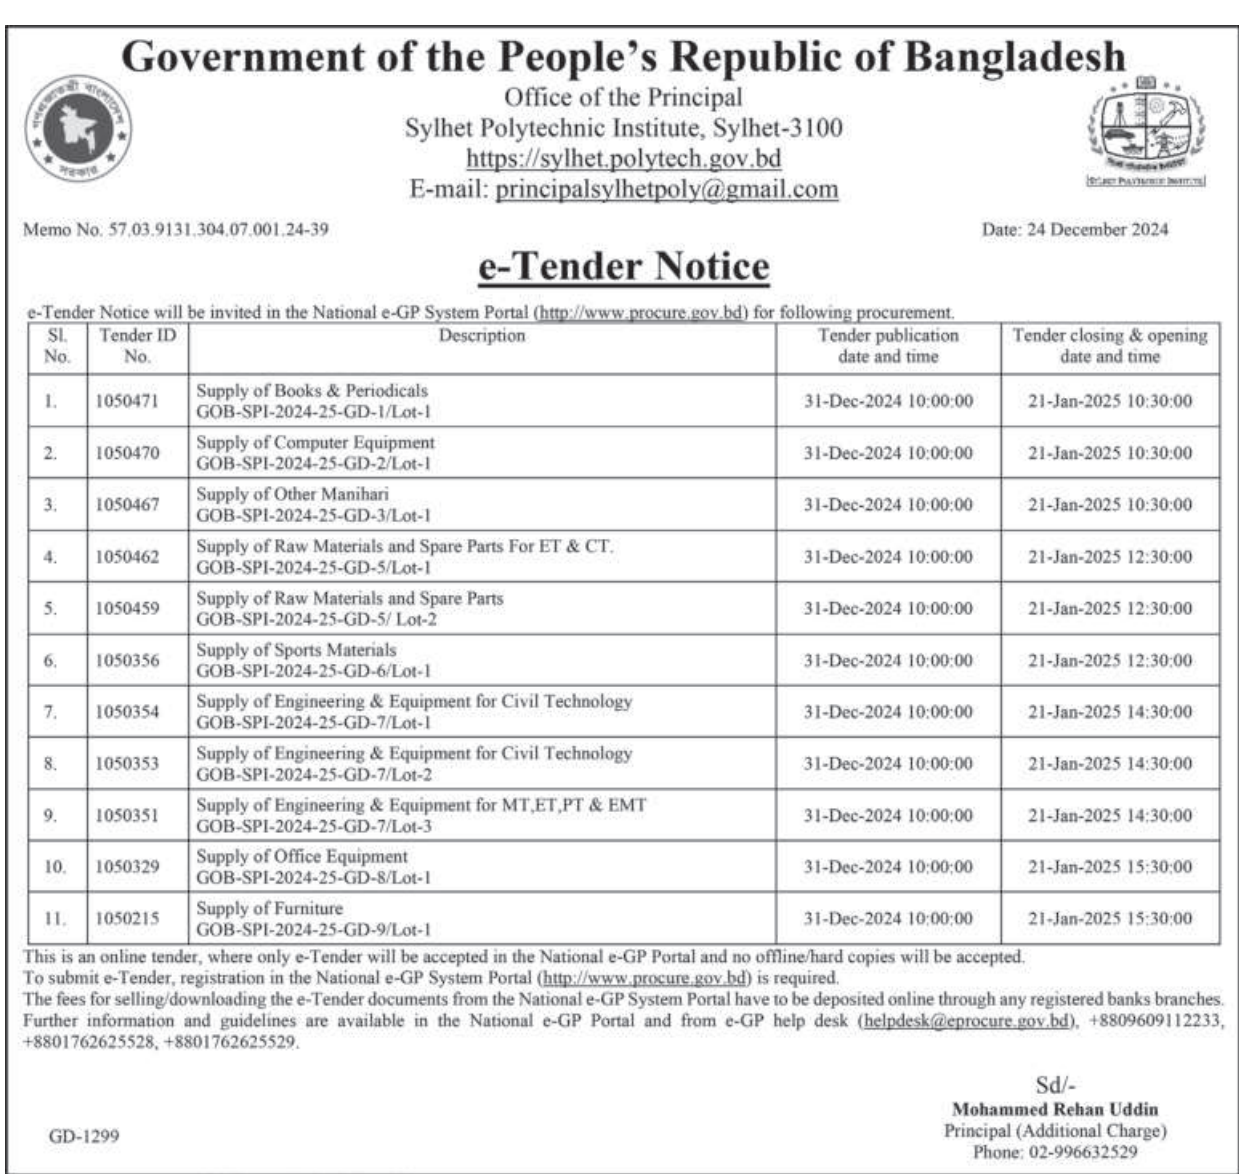 Government of the People's Republic of Bangladesh
Office of the Principal
Sylhet Polytechnic Institute, Sylhet-3100
https://sylhet.polytech.gov.bd
E-mail: principalsylhetpoly@gmail.com
গণপ্রজাতন্ত্রী বাংলাদেশ
সরকার
SYLHET POLYTECHNIC INSTITUTE
Memo No. 57.03.9131.304.07.001.24-39 Date: 24 December 2024
e-Tender Notice
e-Tender Notice will be invited in the National e-GP System Portal (http://www.procure.gov.bd) for following procurement.
Sl. No. Tender ID No. Description Tender publication date and time Tender closing & opening date and time
1. 1050471 Supply of Books & Periodicals 31-Dec-2024 10:00:00 21-Jan-2025 10:30:00
GOB-SPI-2024-25-GD-1/Lot-1
2. 1050470 Supply of Computer Equipment 31-Dec-2024 10:00:00 21-Jan-2025 10:30:00
GOB-SPI-2024-25-GD-2/Lot-1
3. 1050467 Supply of Other Manihari 31-Dec-2024 10:00:00 21-Jan-2025 10:30:00
GOB-SPI-2024-25-GD-3/Lot-1
4. 1050462 Supply of Raw Materials and Spare Parts For ET & CT. 31-Dec-2024 10:00:00 21-Jan-2025 12:30:00
GOB-SPI-2024-25-GD-5/Lot-1
5. 1050459 Supply of Raw Materials and Spare Parts 31-Dec-2024 10:00:00 21-Jan-2025 12:30:00
GOB-SPI-2024-25-GD-5/ Lot-2
6. 1050356 Supply of Sports Materials 31-Dec-2024 10:00:00 21-Jan-2025 12:30:00
GOB-SPI-2024-25-GD-6/Lot-1
7. 1050354 Supply of Engineering & Equipment for Civil Technology 31-Dec-2024 10:00:00 21-Jan-2025 14:30:00
GOB-SPI-2024-25-GD-7/Lot-1
8. 1050353 Supply of Engineering & Equipment for Civil Technology 31-Dec-2024 10:00:00 21-Jan-2025 14:30:00
GOB-SPI-2024-25-GD-7/Lot-2
9. 1050351 Supply of Engineering & Equipment for MT,ET,PT & EMT 31-Dec-2024 10:00:00 21-Jan-2025 14:30:00
GOB-SPI-2024-25-GD-7/Lot-3
10. 1050329 Supply of Office Equipment 31-Dec-2024 10:00:00 21-Jan-2025 15:30:00
GOB-SPI-2024-25-GD-8/Lot-1
11. 1050215 Supply of Furniture 31-Dec-2024 10:00:00 21-Jan-2025 15:30:00
GOB-SPI-2024-25-GD-9/Lot-1
This is an online tender, where only e-Tender will be accepted in the National e-GP Portal and no offline/hard copies will be accepted.
To submit e-Tender, registration in the National e-GP System Portal (http://www.procure.gov.bd) is required.
The fees for selling/downloading the e-Tender documents from the National e-GP System Portal have to be deposited online through any registered banks branches.
Further information and guidelines are available in the National e-GP Portal and from e-GP help desk (helpdesk@eprocure.gov.bd), +8809609112233,
+8801762625528, +8801762625529.
Sd/-
Mohammed Rehan Uddin
Principal (Additional Charge)
Phone: 02-996632529
GD-1299